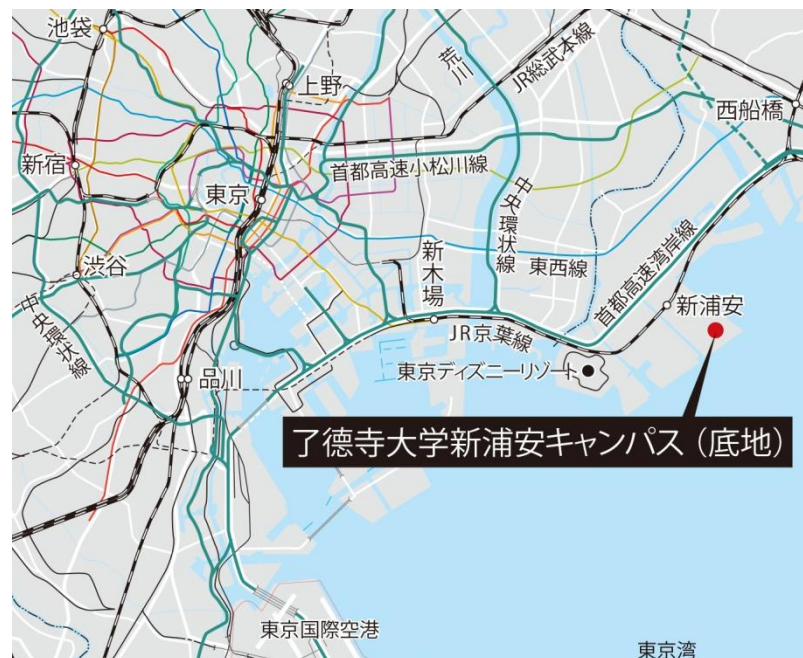 池袋
上野
荒川
JR総武本線
西船橋
新宿
首都高速小松川線
東京
中央環状線
新木場
東西線
首都高速湾岸線
渋谷
中央環状線
新浦安
JR京葉線
品川
東京ディズニーリゾート
了德寺大学新浦安キャンパス（底地）
東京国際空港
東京湾